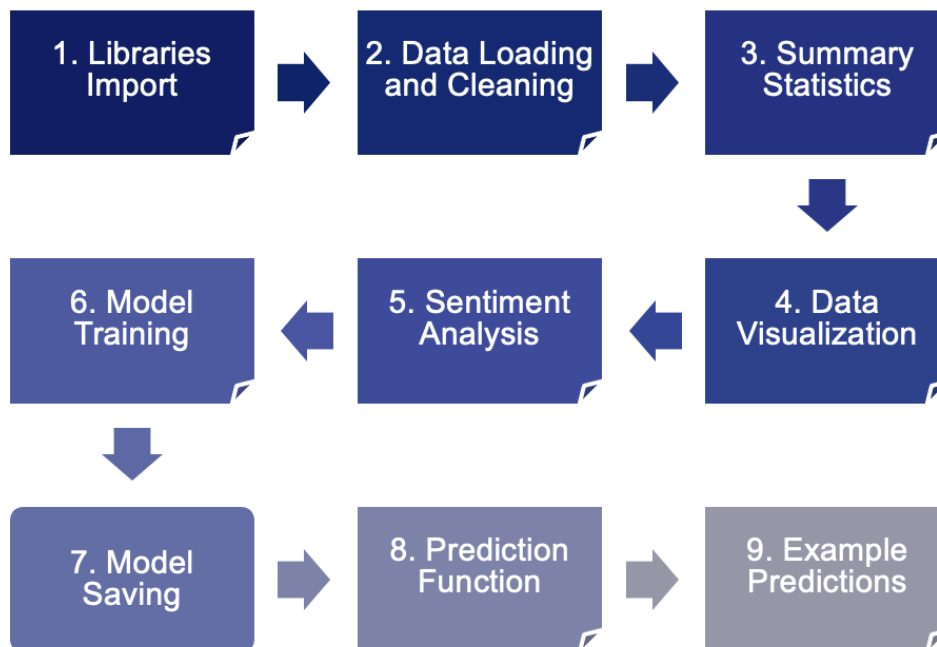 1. Libraries
Import
2. Data Loading
and Cleaning
3. Summary
Statistics
4. Data
Visualization
5. Sentiment
Analysis
6. Model
Training
7. Model
Saving
8. Prediction
Function
9. Example
Predictions